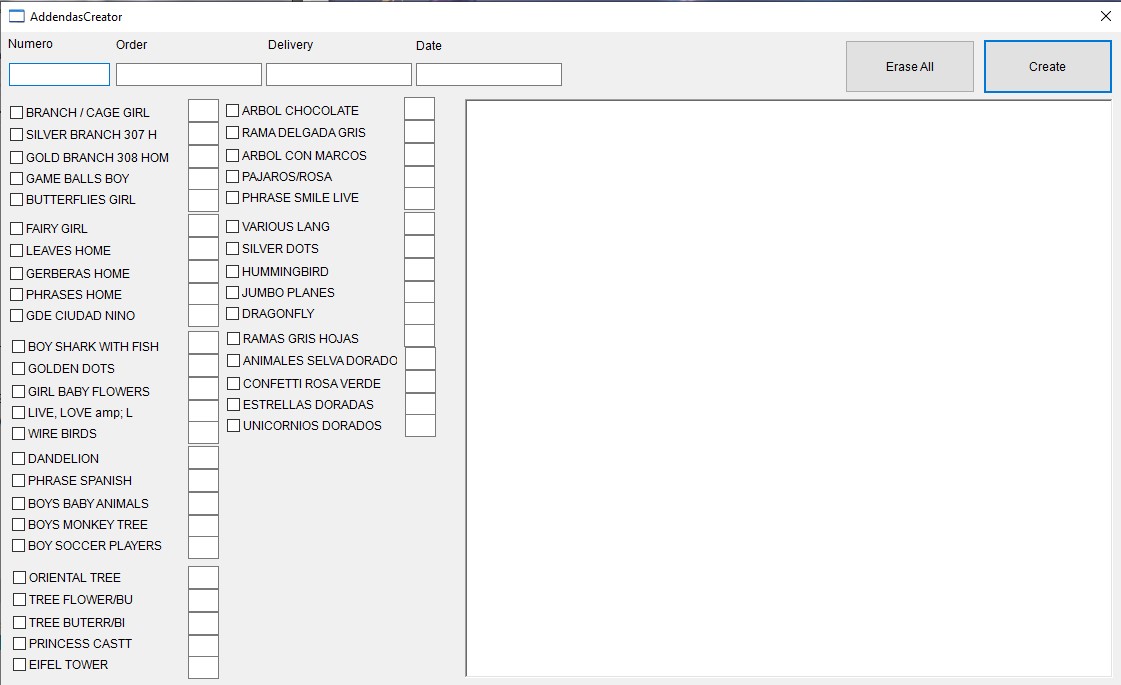 AddendasCreator
Numero
Order
Delivery
Date
Erase All
Create
BRANCH / CAGE GIRL
SILVER BRANCH 307 H
GOLD BRANCH 308 HOM
GAME BALLS BOY
BUTTERFLIES GIRL
FAIRY GIRL
LEAVES HOME
GERBERAS HOME
PHRASES HOME
GDE CIUDAD NINO
BOY SHARK WITH FISH
GOLDEN DOTS
GIRL BABY FLOWERS
LIVE, LOVE amp; L
WIRE BIRDS
DANDELION
PHRASE SPANISH
BOYS BABY ANIMALS
BOYS MONKEY TREE
BOY SOCCER PLAYERS
ORIENTAL TREE
TREE FLOWER/BU
TREE BUTERR/BI
PRINCESS CASTT
EIFEL TOWER
ARBOL CHOCOLATE
RAMA DELGADA GRIS
ARBOL CON MARCOS
PAJAROS/ROSA
PHRASE SMILE LIVE
VARIOUS LANG
SILVER DOTS
HUMMINGBIRD
JUMBO PLANES
DRAGONFLY
RAMAS GRIS HOJAS
ANIMALES SELVA DORADO
CONFETTI ROSA VERDE
ESTRELLAS DORADAS
UNICORNIOS DORADOS